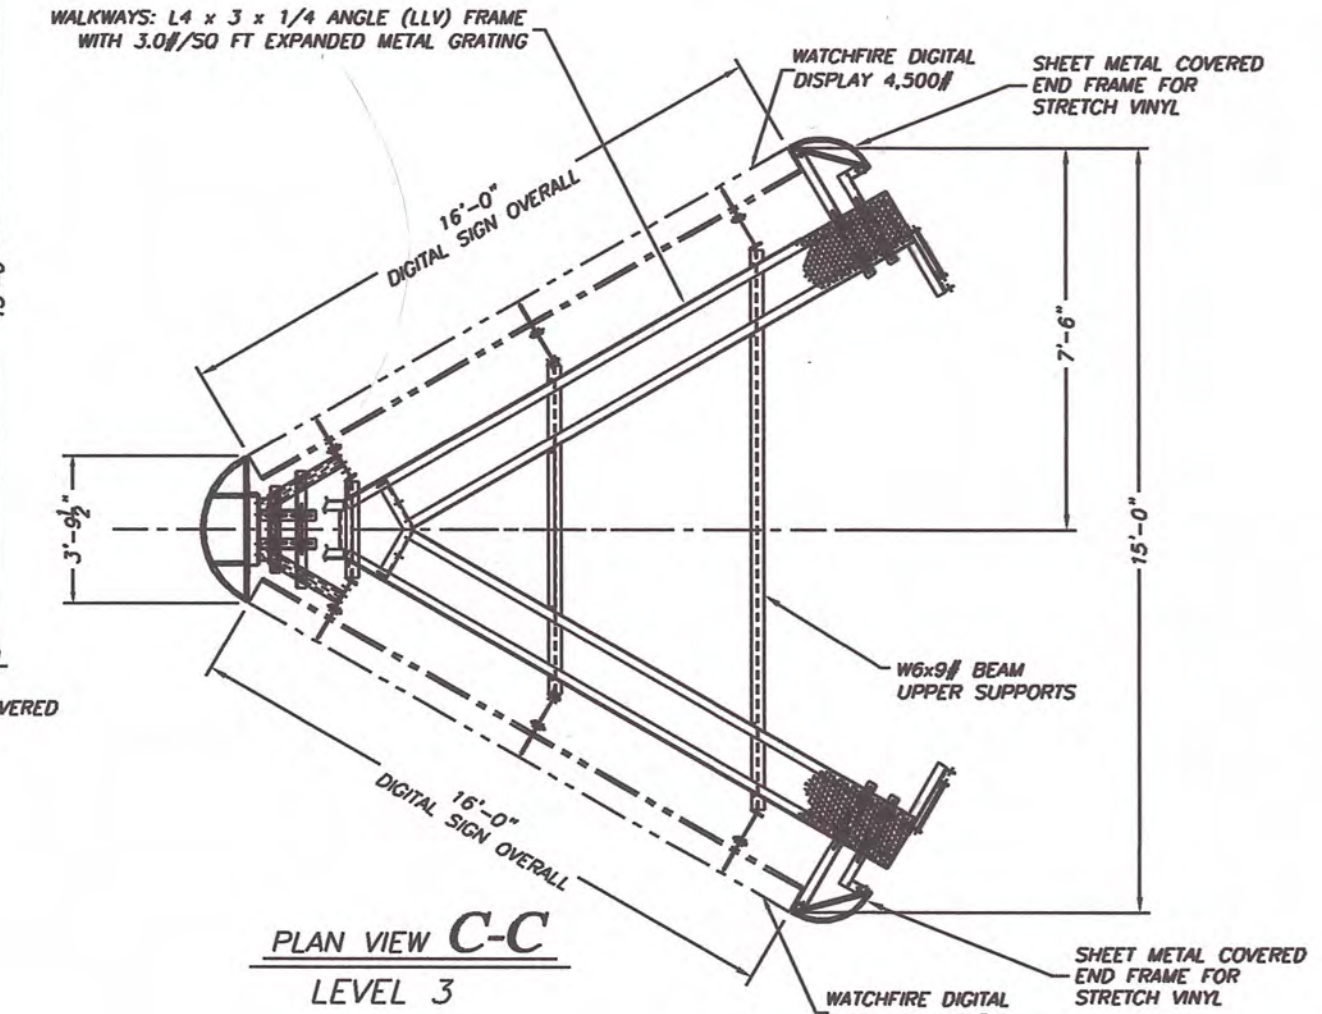 WALKWAYS: L4 x 3 x 1/4 ANGLE (LLV) FRAME
WITH 3.0#/SQ FT EXPANDED METAL GRATING
WATCHFIRE DIGITAL
DISPLAY 4,500#
SHEET METAL COVERED
END FRAME FOR
STRETCH VINYL
16'-0"
DIGITAL SIGN OVERALL
7'-6"
3'-9½"
15'-0"
W6x9# BEAM
UPPER SUPPORTS
VERED
16'-0"
DIGITAL SIGN OVERALL
PLAN VIEW C-C
LEVEL 3
SHEET METAL COVERED
END FRAME FOR
STRETCH VINYL
WATCHFIRE DIGITAL